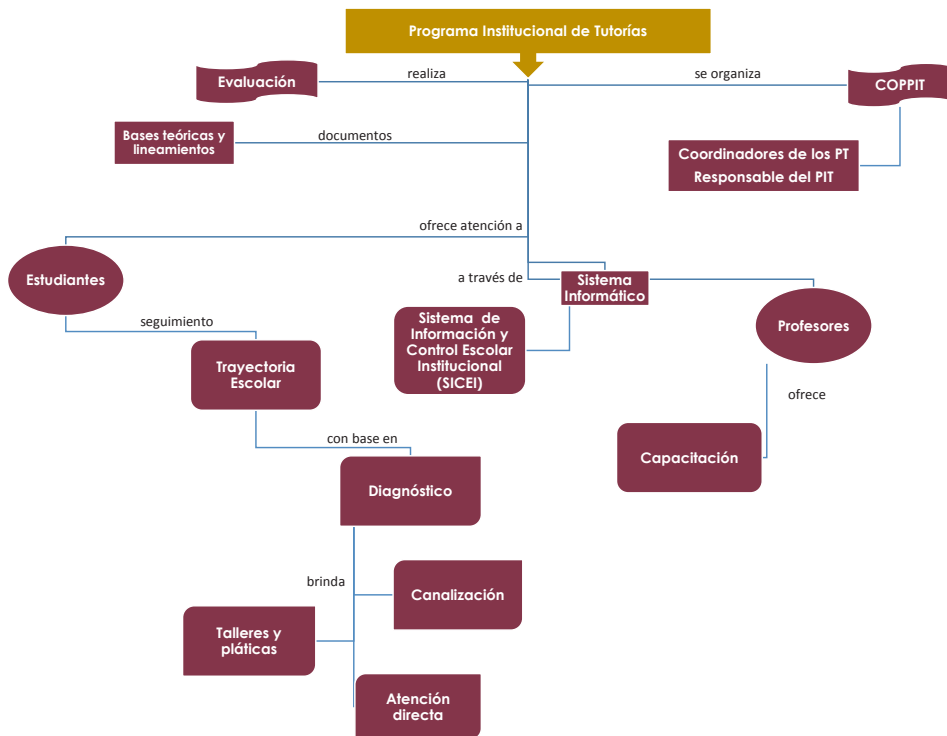 Programa Institucional de Tutorías
realiza
se organiza
Evaluación
COPPIT
Bases teóricas y
lineamientos
documentos
Coordinadores de los PT
Responsable del PIT
ofrece atención a
Estudiantes
a través de
Sistema
Informático
Profesores
seguimiento
Sistema de
Información y
Control Escolar
Institucional
(SICEI)
Trayectoria
Escolar
ofrece
con base en
Capacitación
Diagnóstico
brinda
Canalización
Talleres y
pláticas
Atención
directa